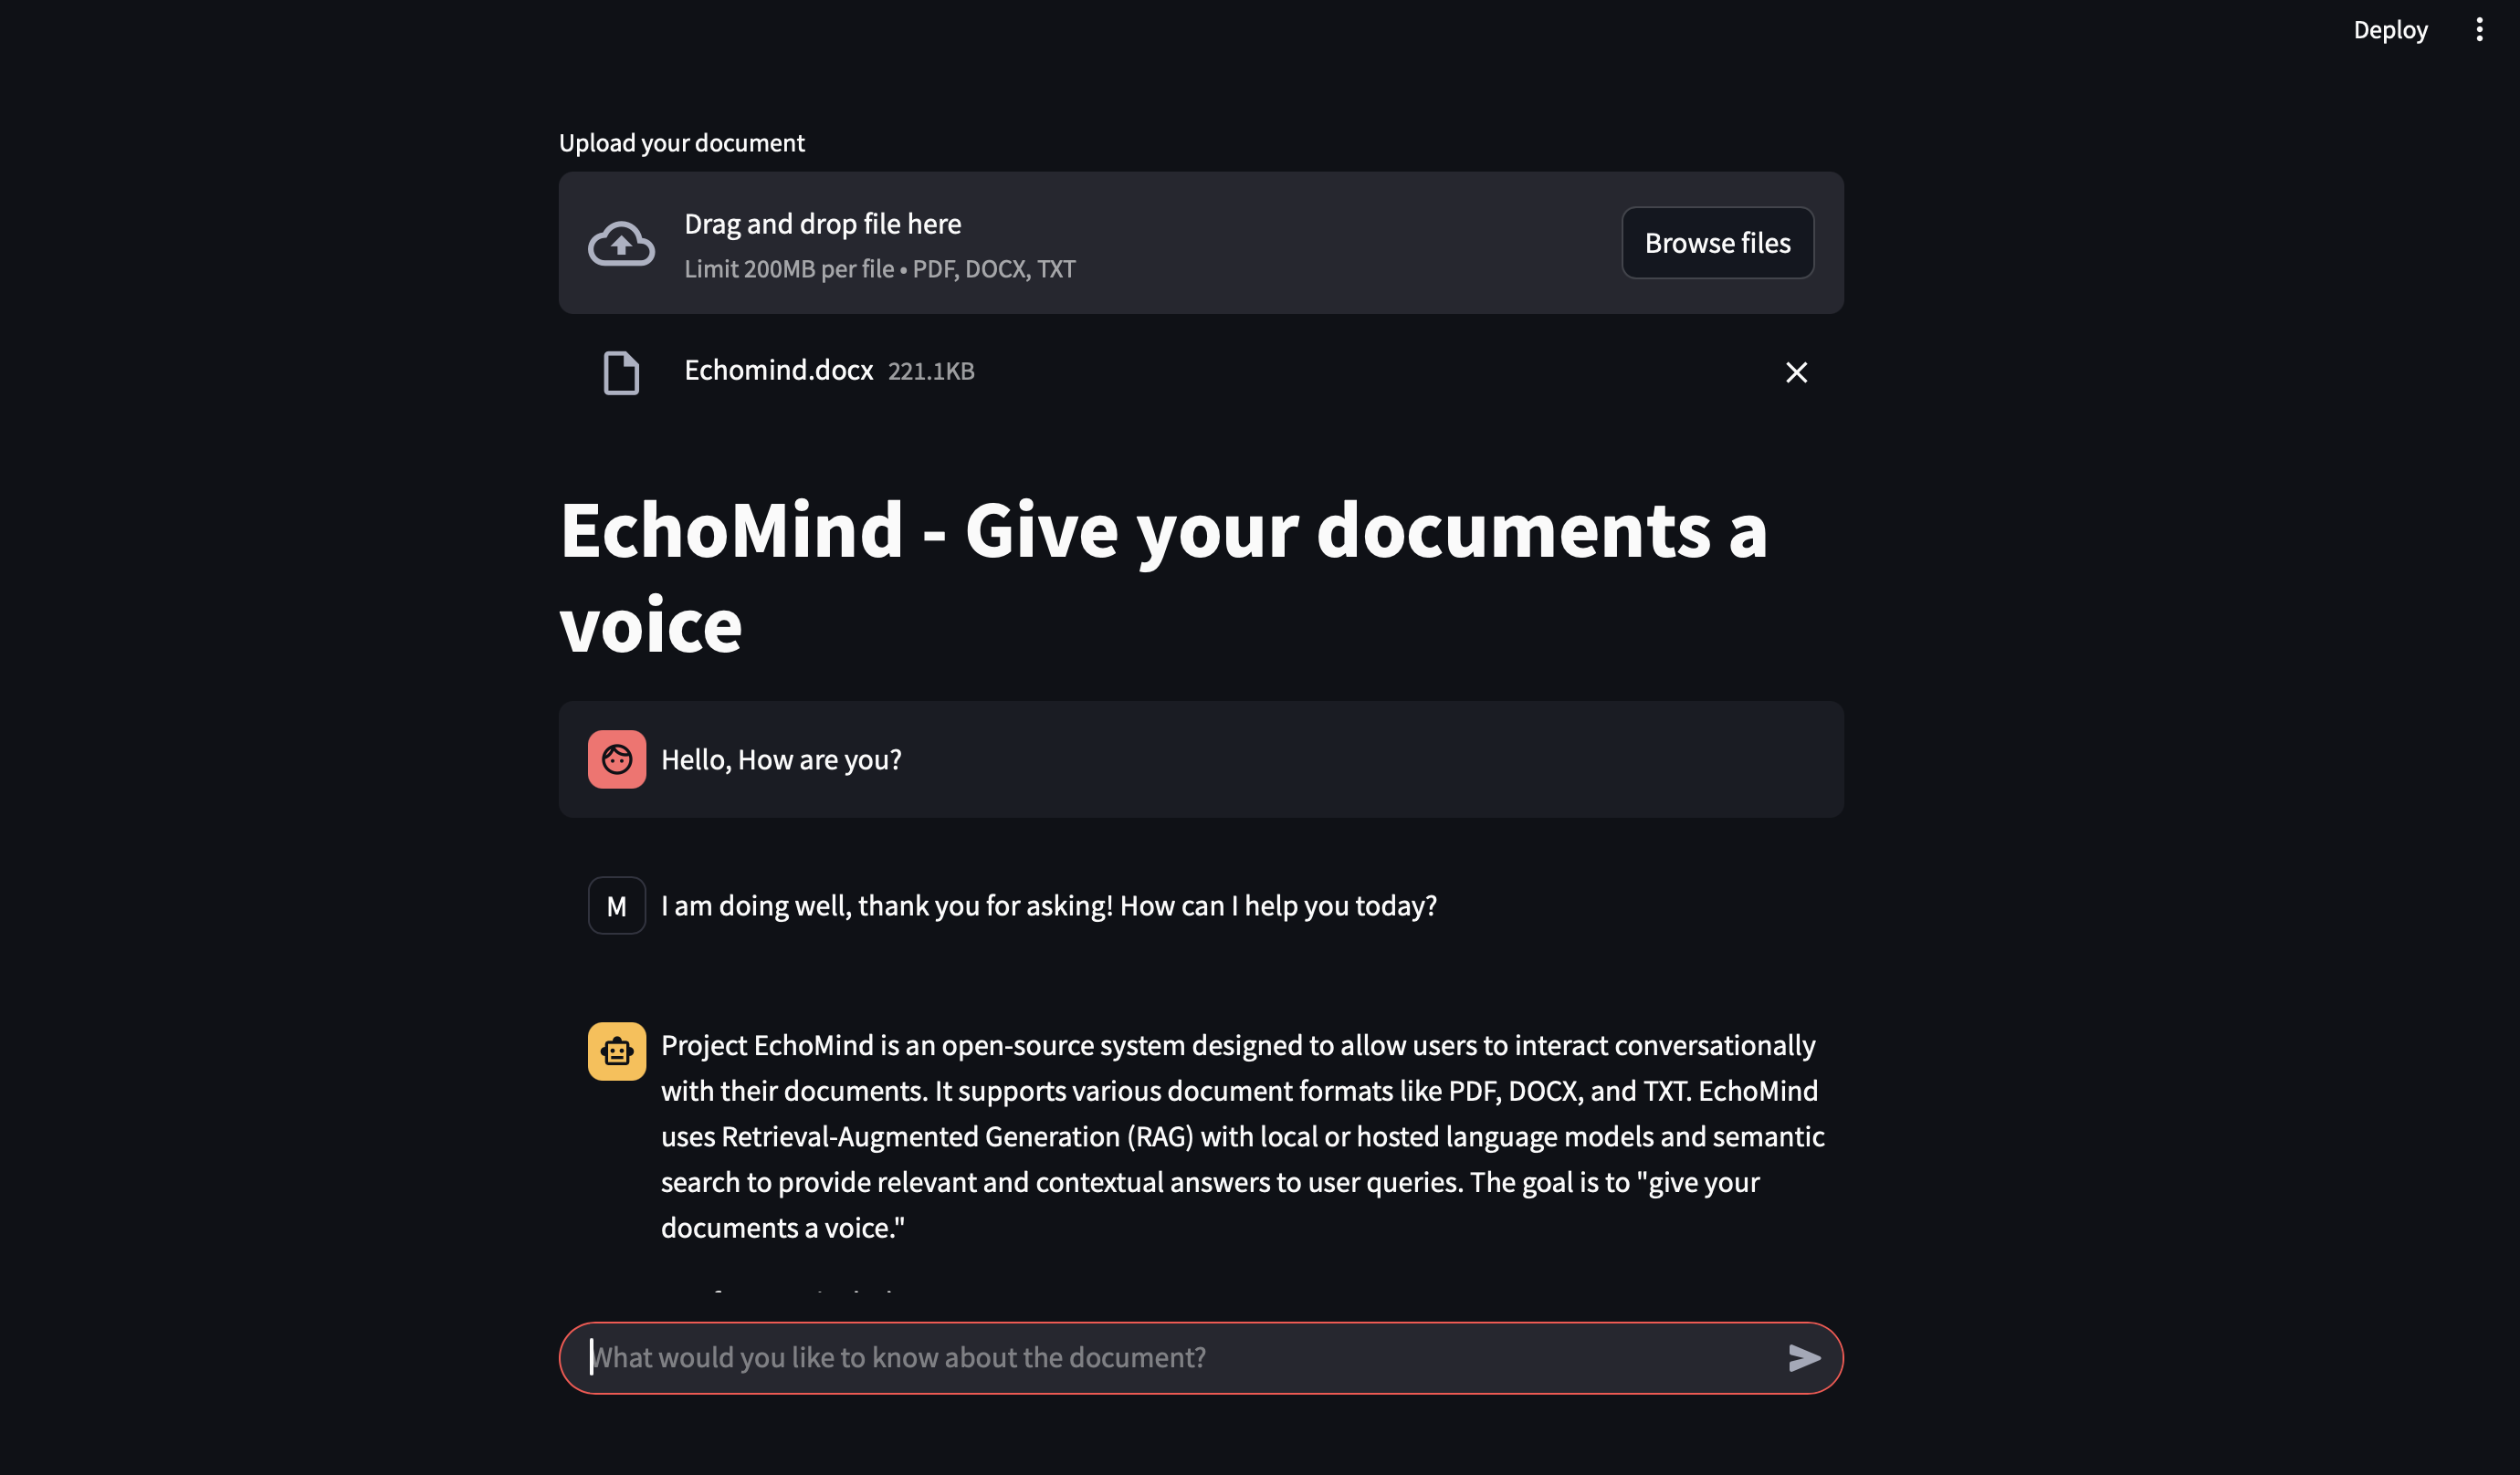 Deploy
Upload your document
Drag and drop file here
Limit 200MB per file • PDF, DOCX, TXT
Browse files
Echomind.docx 221.1KB
EchoMind - Give your documents a
voice
Hello, How are you?
M
I am doing well, thank you for asking! How can I help you today?
Project EchoMind is an open-source system designed to allow users to interact conversationally
with their documents. It supports various document formats like PDF, DOCX, and TXT. EchoMind
uses Retrieval-Augmented Generation (RAG) with local or hosted language models and semantic
search to provide relevant and contextual answers to user queries. The goal is to "give your
documents a voice."
What would you like to know about the document?